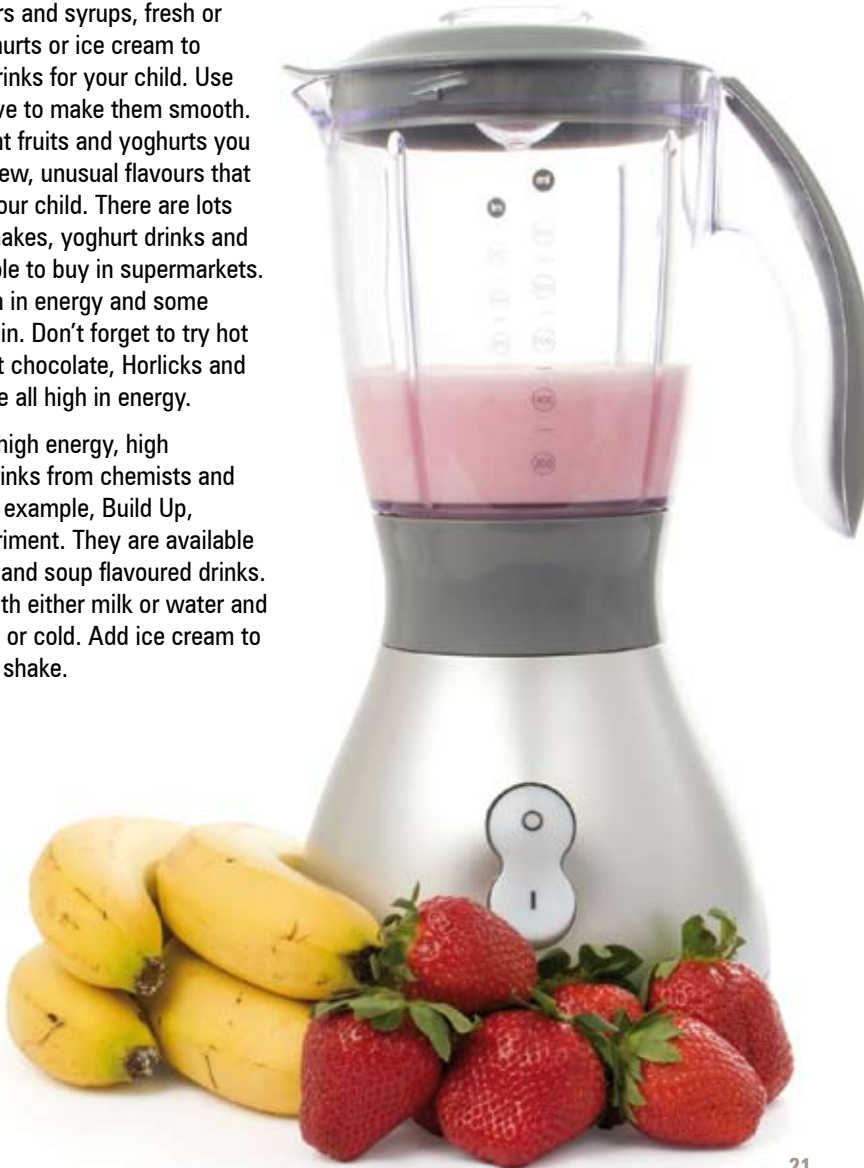 rs and syrups, fresh or
hurts or ice cream to
rinks for your child. Use
ve to make them smooth.
nt fruits and yoghurts you
ew, unusual flavours that
our child. There are lots
akes, yoghurt drinks and
ble to buy in supermarkets.
h in energy and some
in. Don’t forget to try hot
t chocolate, Horlicks and
e all high in energy.
high energy, high
rinks from chemists and
example, Build Up,
riment. They are available
and soup flavoured drinks.
th either milk or water and
or cold. Add ice cream to
shake.
ml
400
200
I
21